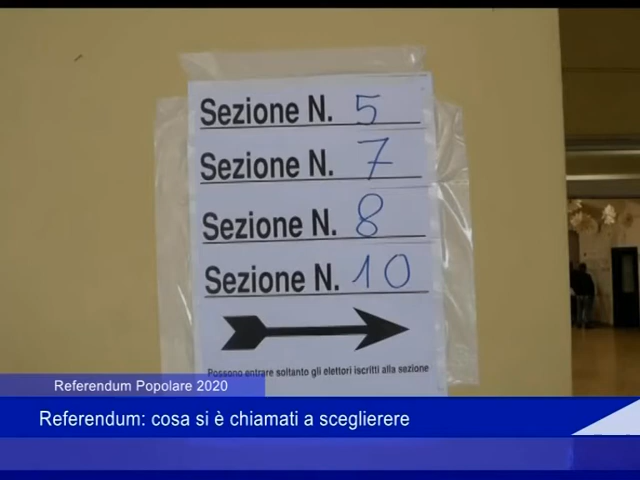 Sezione N. 5
Sezione N. 7
Sezione N. 8
Sezione N. 10
Possono entrare soltanto gli elettori iscritti alla sezione
Referendum Popolare 2020
Referendum: cosa si è chiamati a sceglierere